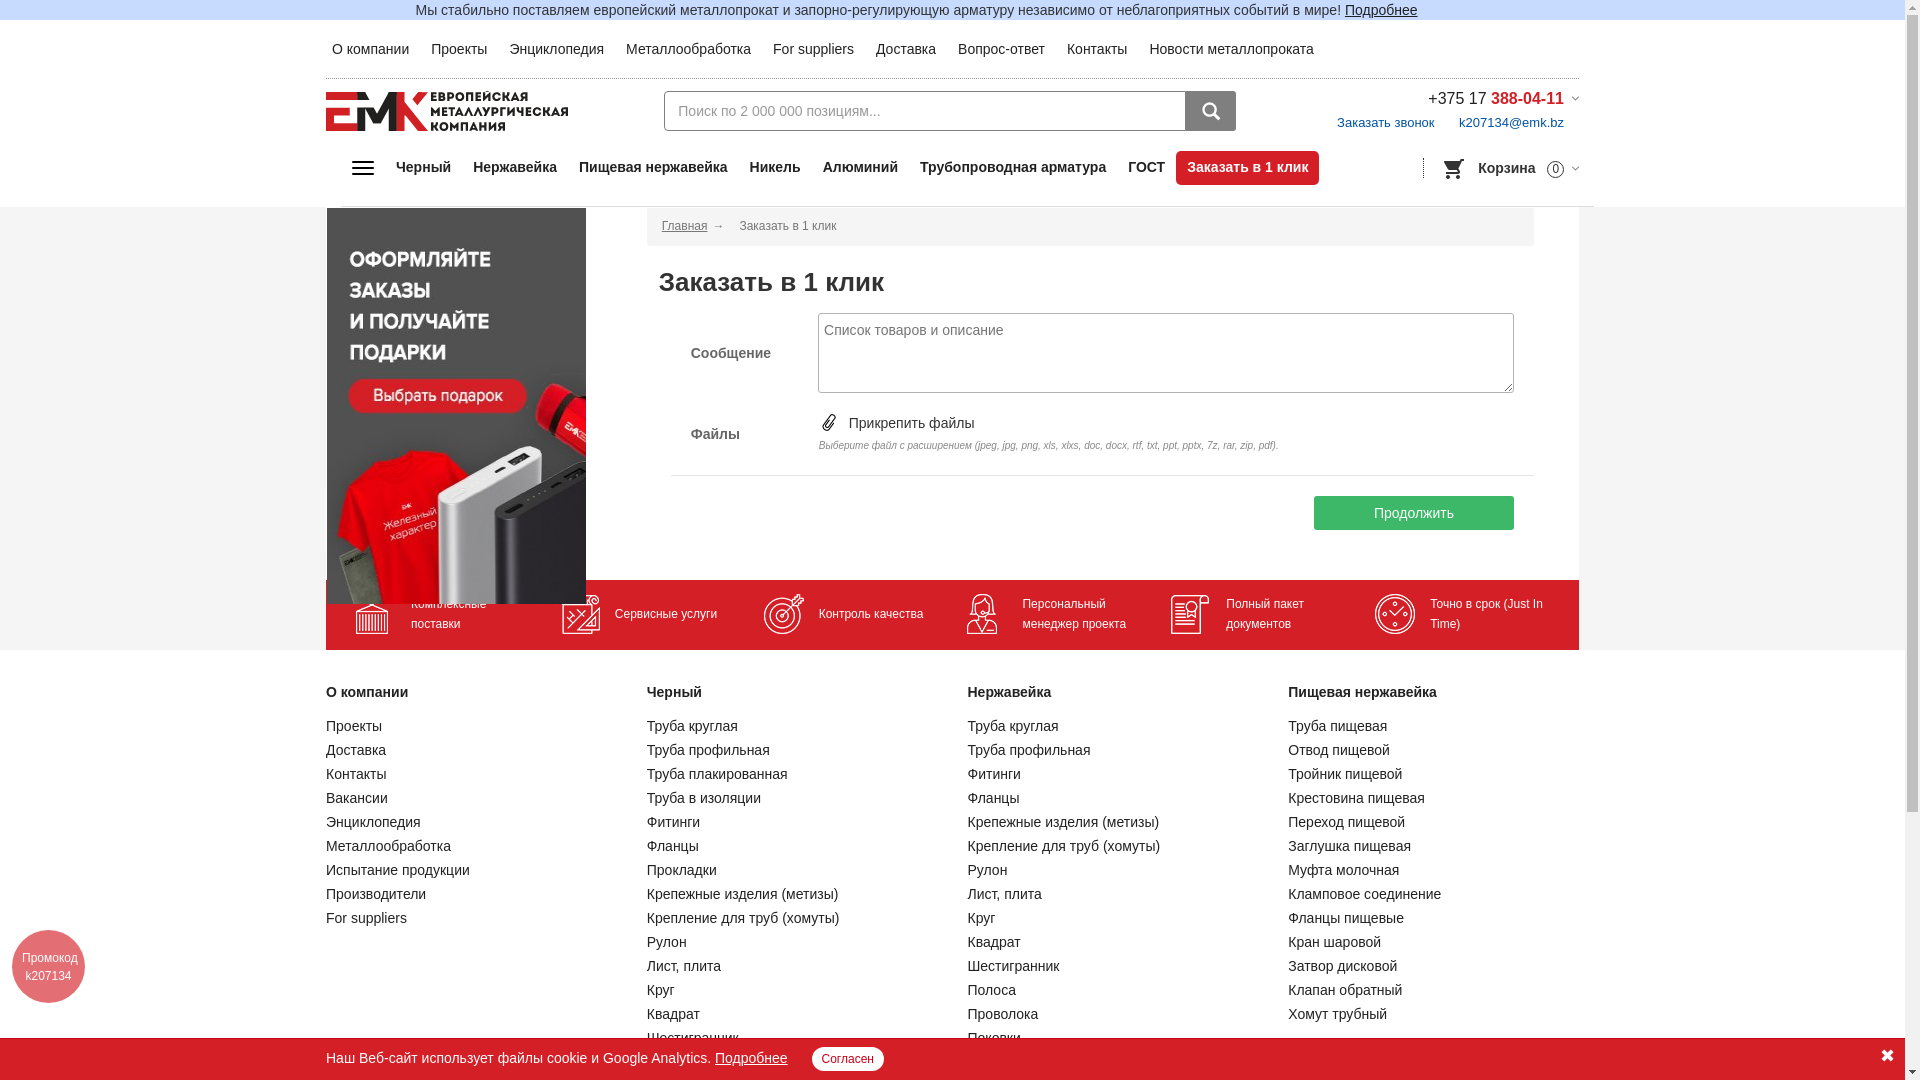 Мы стабильно поставляем европейский металлопрокат и запорно-регулирующую арматуру независимо от неблагоприятных событий в мире! Подробнее
О компании Проекты Энциклопедия Металлообработка For suppliers Доставка Вопрос-ответ Контакты Новости металлопроката
ЕМК ЕВРОПЕЙСКАЯ
МЕТАЛЛУРГИЧЕСКАЯ
КОМПАНИЯ
Поиск по 2 000 000 позициям...
+375 17 388-04-11
Заказать звонок k207134@emk.bz
Черный Нержавейка Пищевая нержавейка Никель Алюминий Трубопроводная арматура ГОСТ Заказать в 1 клик
Корзина 0
ОФОРМЛЯЙТЕ
ЗАКАЗЫ
И ПОЛУЧАЙТЕ
ПОДАРКИ
Выбрать подарок
ЕМК
ЕМК
Железный
характер
Главная → Заказать в 1 клик
Заказать в 1 клик
Сообщение
Список товаров и описание
Файлы
Прикрепить файлы
Выберите файл с расширением (jpeg, jpg, png, xls, xlxs, doc, docx, rtf, txt, ppt, pptx, 7z, rar, zip, pdf).
Продолжить
Комплексные
поставки
Сервисные услуги
Контроль качества
Персональный
менеджер проекта
Полный пакет
документов
Точно в срок (Just In
Time)
О компании
Проекты
Доставка
Контакты
Вакансии
Энциклопедия
Металлообработка
Испытание продукции
Производители
For suppliers
Черный
Труба круглая
Труба профильная
Труба плакированная
Труба в изоляции
Фитинги
Фланцы
Прокладки
Крепежные изделия (метизы)
Крепление для труб (хомуты)
Рулон
Лист, плита
Круг
Квадрат
Шестигранник
Нержавейка
Труба круглая
Труба профильная
Фитинги
Фланцы
Крепежные изделия (метизы)
Крепление для труб (хомуты)
Рулон
Лист, плита
Круг
Квадрат
Шестигранник
Полоса
Проволока
Поковки
Пищевая нержавейка
Труба пищевая
Отвод пищевой
Тройник пищевой
Крестовина пищевая
Переход пищевой
Заглушка пищевая
Муфта молочная
Кламповое соединение
Фланцы пищевые
Кран шаровой
Затвор дисковой
Клапан обратный
Хомут трубный
Промокод
k207134
Наш Веб-сайт использует файлы cookie и Google Analytics. Подробнее Согласен